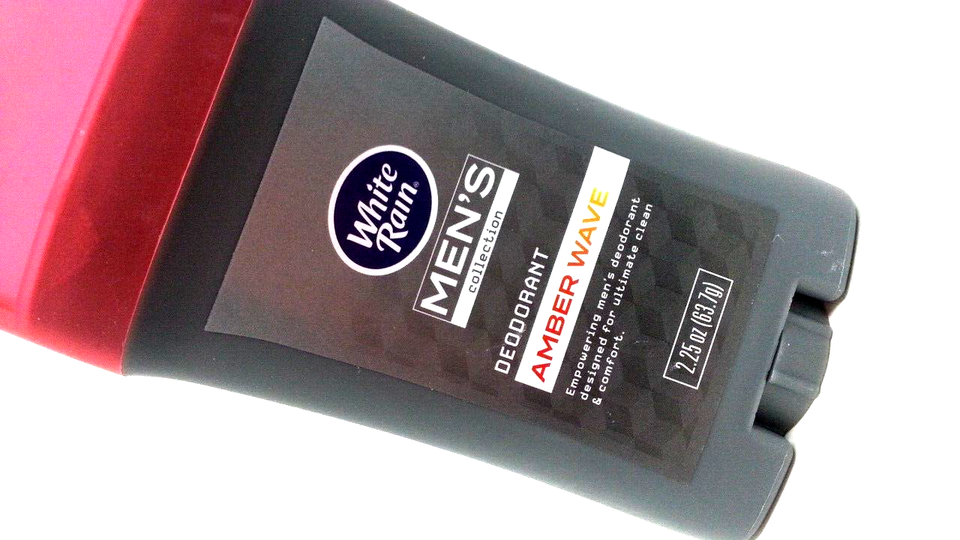 White
Rain®
MEN'S
collection
DEODORANT
AMBER WAVE
Empowering men's deodorant
designed for ultimate clean
& comfort.
2.25 oz (63.7g)